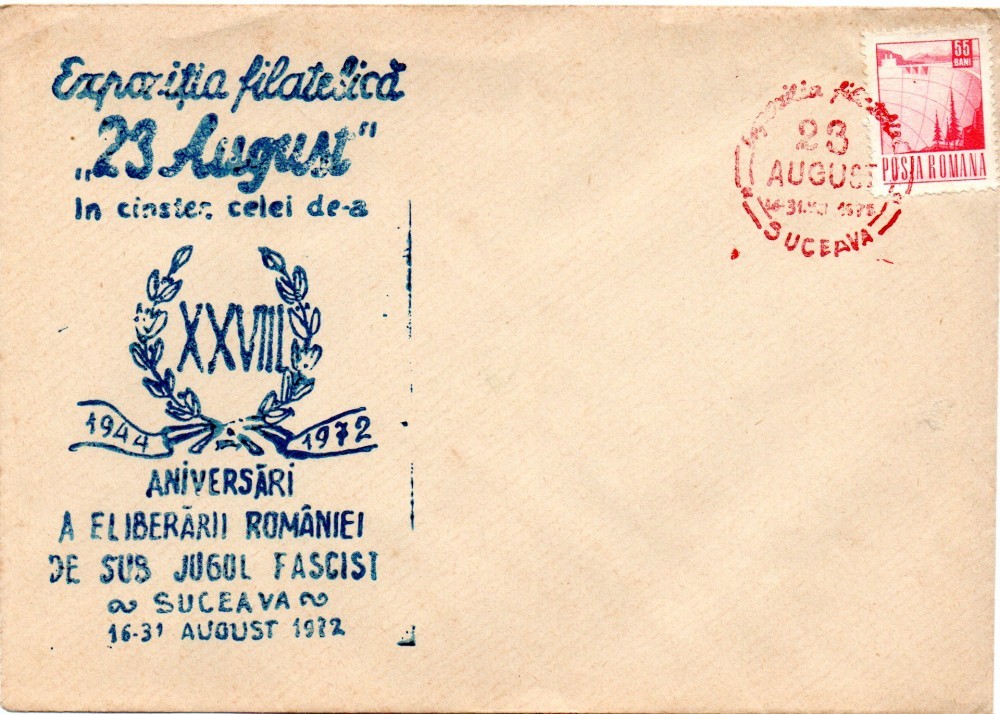 Expoziția filatelică
„23 August"
In cinstea celei de-a
XXVIII
1944 1972
ANIVERSĂRI
A ELIBERĂRII ROMÂNIEI
DE SUB JUGUL FASCIST
~ SUCEAVA ~
16-31 AUGUST 1972
55
BANI
POSTA ROMANA
filatelică
23
AUGUST
SUCEAVA